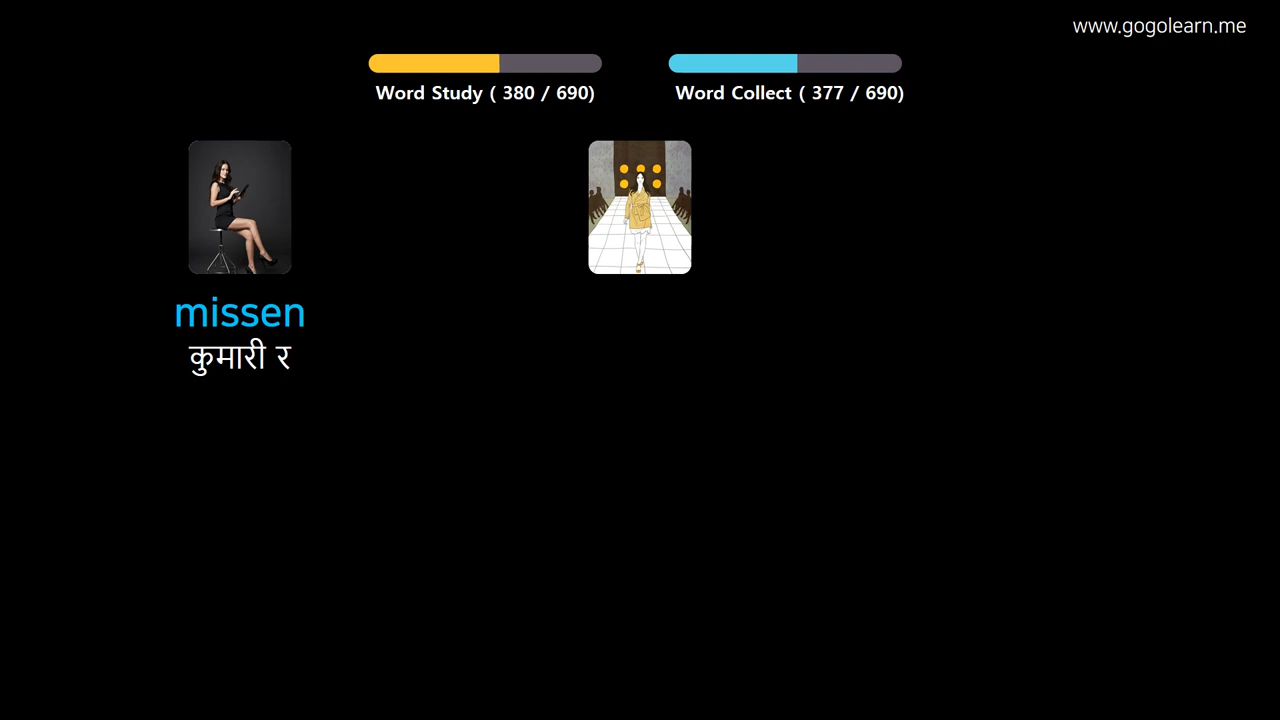 www.gogolearn.me
Word Study ( 380 / 690)
Word Collect ( 377 / 690)
missen
कुमारी र